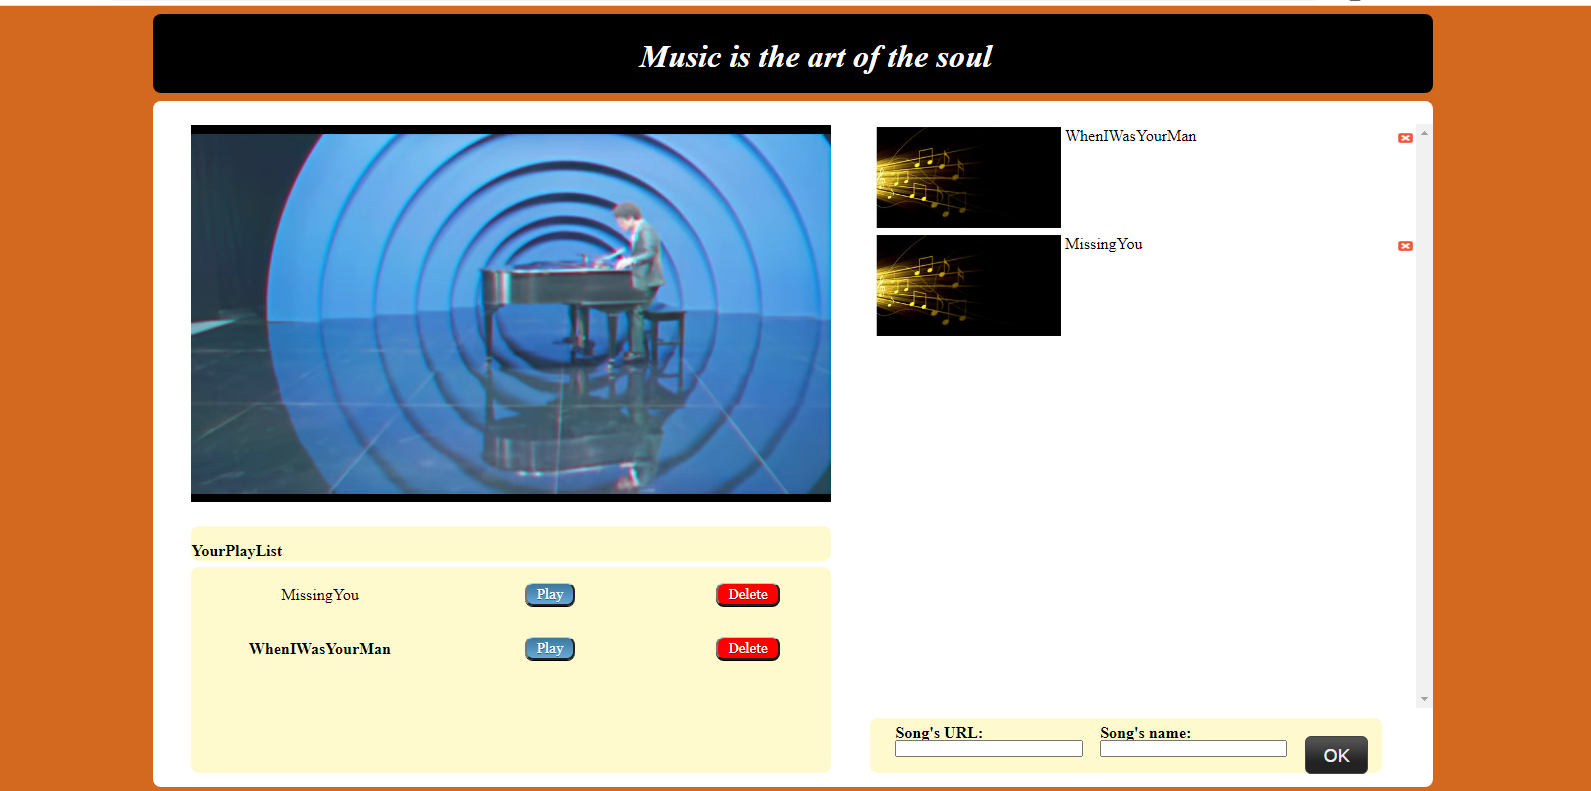 Music is the art of the soul
WhenIWasYourMan
MissingYou
YourPlayList
MissingYou Play Delete
WhenIWasYourMan Play Delete
Song's URL: Song's name:
OK